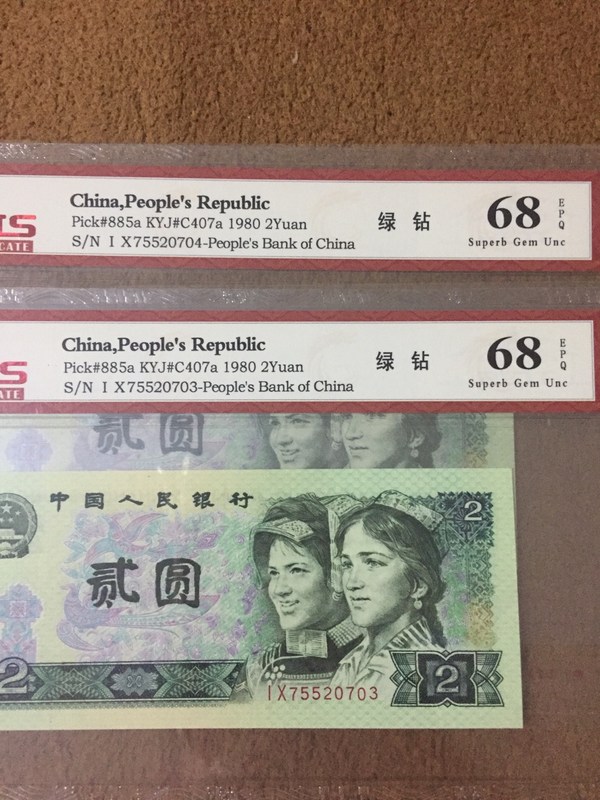 China,People's Republic
Pick#885a KYJ#C407a 1980 2Yuan
S/N I X75520704-People's Bank of China
绿 钻
68
EPQ
Superb Gem Unc
China,People's Republic
Pick#885a KYJ#C407a 1980 2Yuan
S/N I X75520703-People's Bank of China
绿 钻
68
EPQ
Superb Gem Unc
贰圆
中国人民银行
2
贰圆
2
IX75520703
2